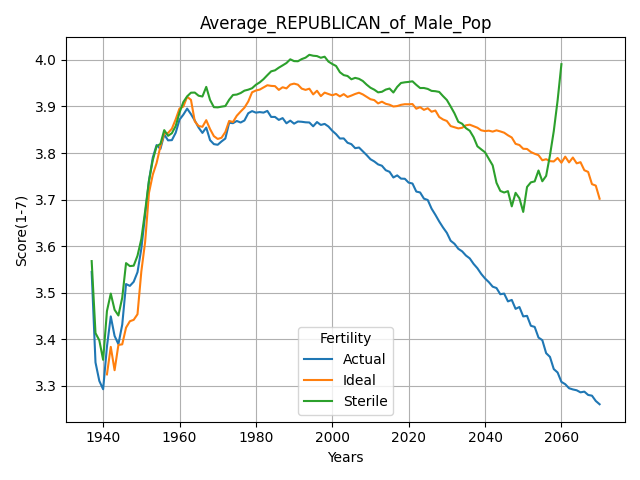 Average_REPUBLICAN_of_Male_Pop
Score(1-7)
4.0
3.9
3.8
3.7
3.6
3.5
3.4
3.3
Fertility
Actual
Ideal
Sterile
1940 1960 1980 2000 2020 2040 2060
Years